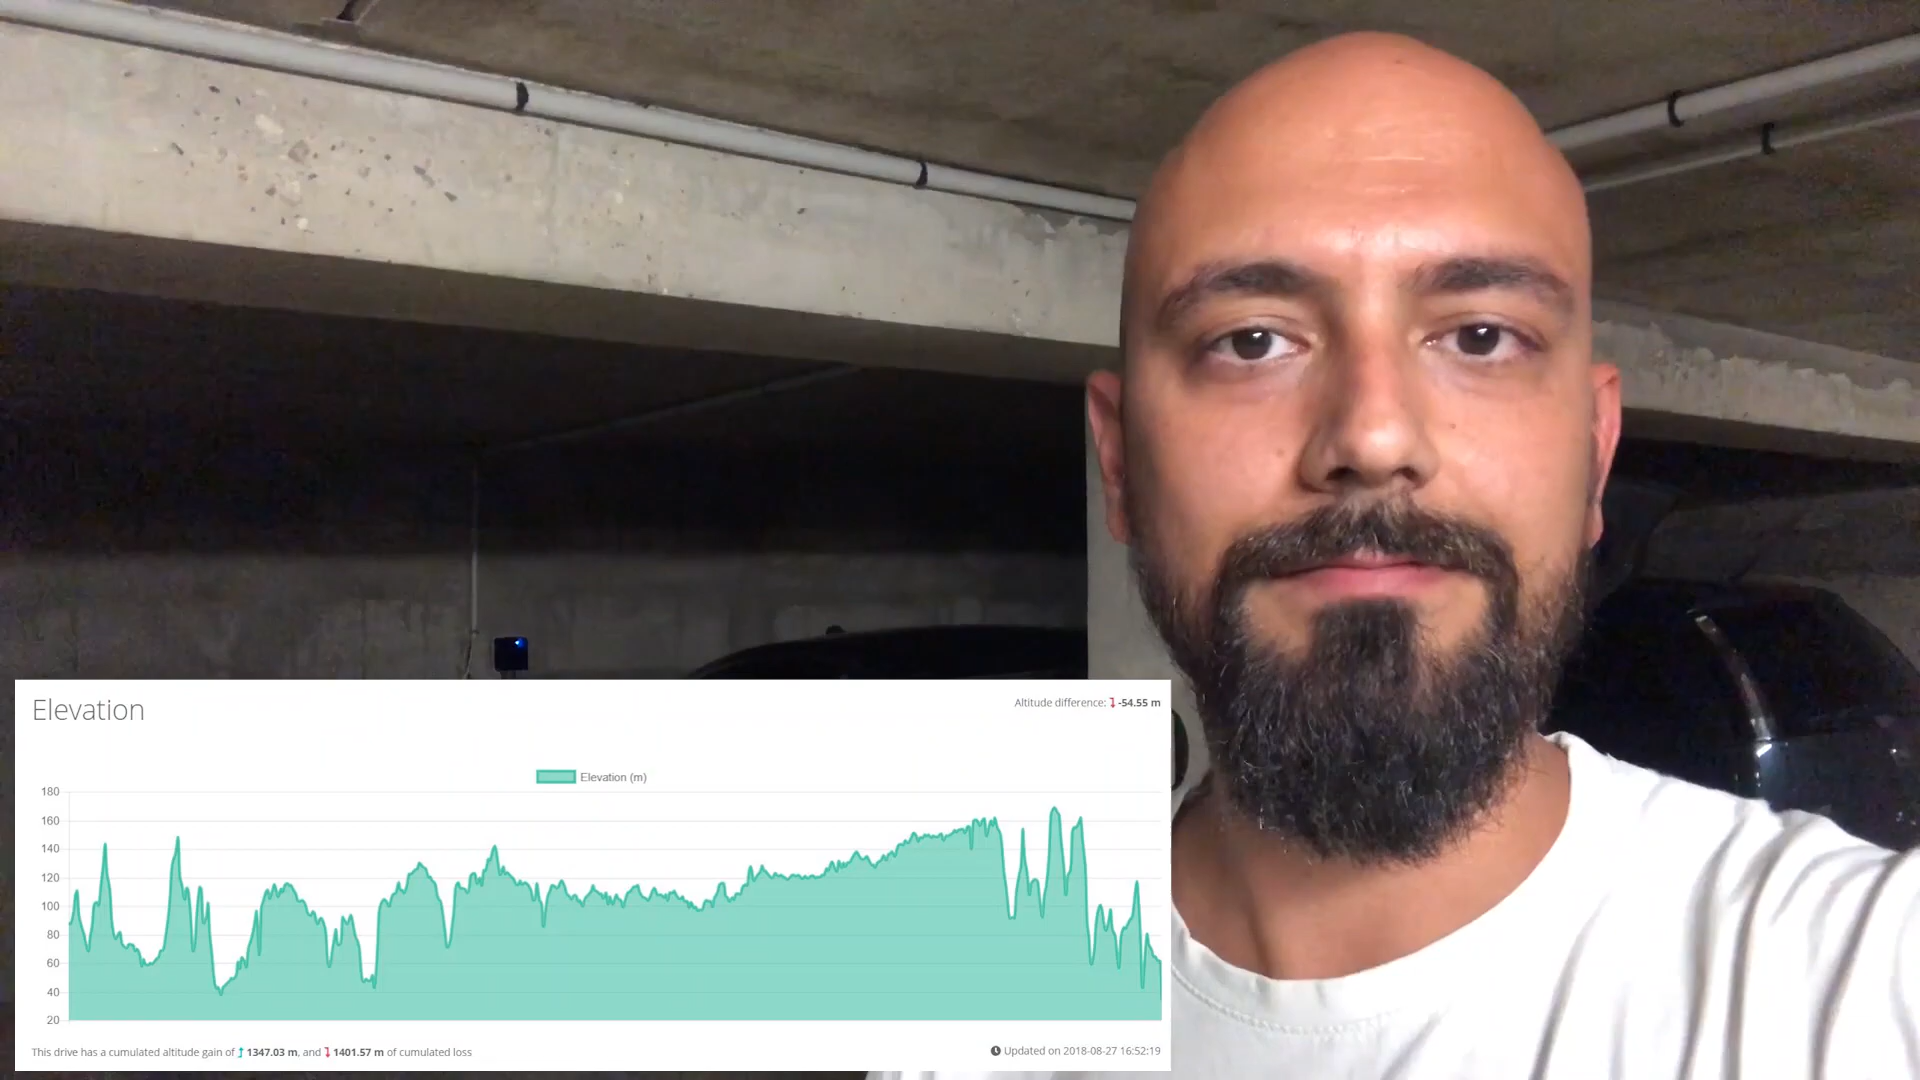 Elevation
Altitude difference: -54.55 m
Elevation (m)
180
160
140
120
100
80
60
40
20
This drive has a cumulated altitude gain of 1347.03 m, and 1401.57 m of cumulated loss
Updated on 2018-08-27 16:52:19